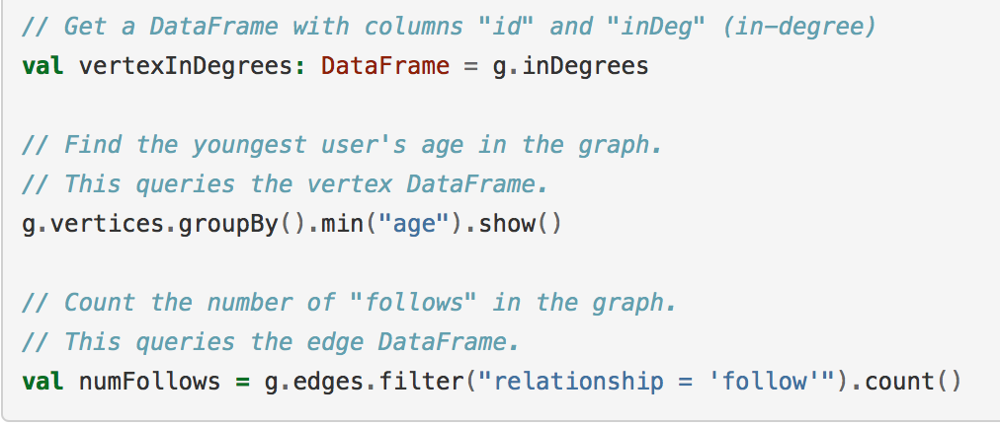 // Get a DataFrame with columns "id" and "inDeg" (in-degree)
val vertexInDegrees: DataFrame = g.inDegrees
// Find the youngest user's age in the graph.
// This queries the vertex DataFrame.
g.vertices.groupBy().min("age").show()
// Count the number of "follows" in the graph.
// This queries the edge DataFrame.
val numFollows = g.edges.filter("relationship = 'follow'").count()